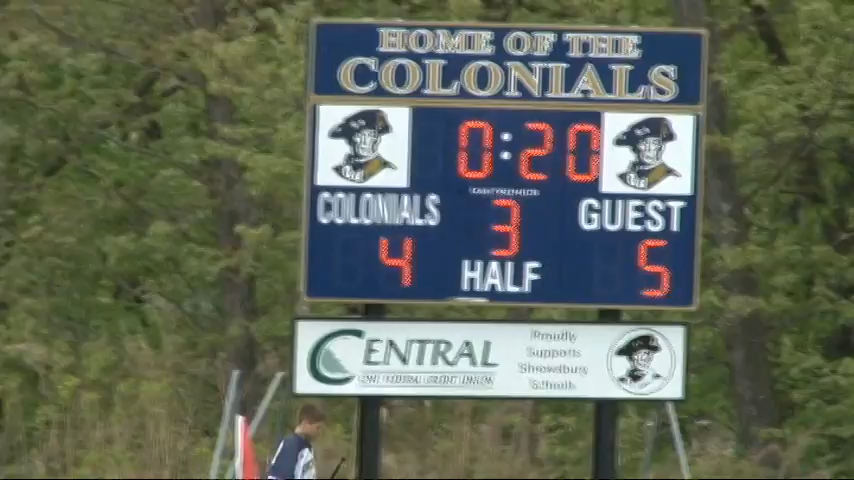 HOME OF THE
COLONIALS
0:20
COLONIALS
3
GUEST
4
HALF
5
CENTRAL
Proudly
Supports
Shrewsbury
Schools